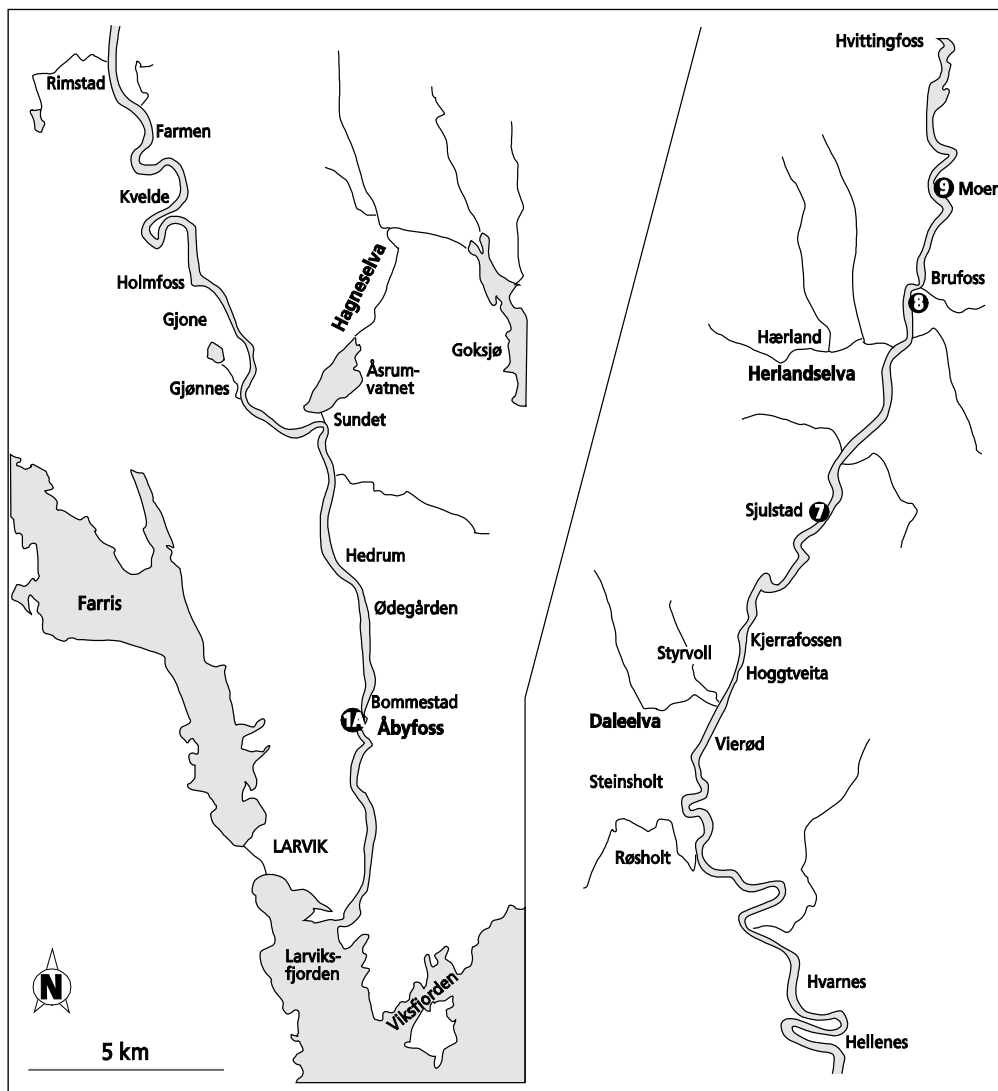 Rimstad
Farmen
Kvelde
Holmfoss
Gjone
Gjønnes
Hagneselva
Åsrum-
vatnet
Goksjø
Sundet
Hedrum
Farris
Ødegården
Bommestad
1A
Åbyfoss
LARVIK
Larviks-
fjorden
Viksfjorden
N
5 km
Hvittingfoss
9 Moen
Brufoss
8
Hærland
Herlandselva
Sjulstad 7
Kjerrafossen
Styrvoll
Hoggtveita
Daleelva
Vierød
Steinsholt
Røsholt
Hvarnes
Hellenes